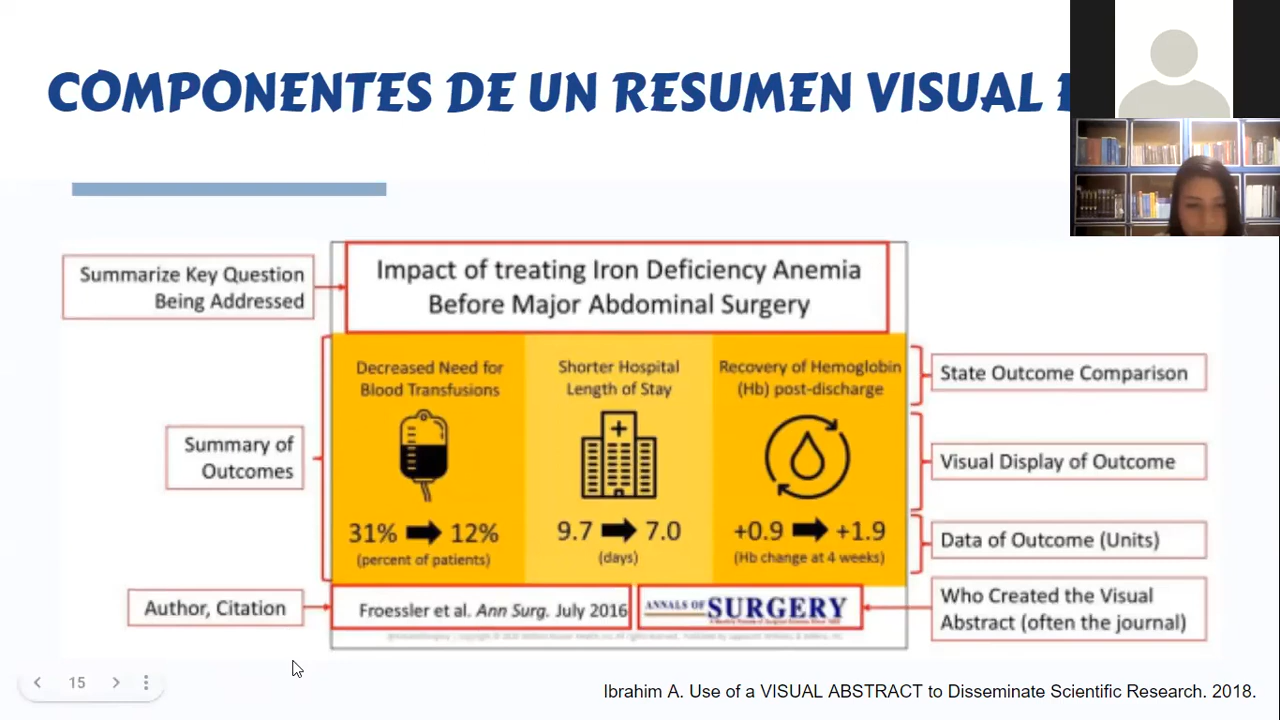 COMPONENTES DE UN RESUMEN VISUAL
Summarize Key Question
Being Addressed
Impact of treating Iron Deficiency Anemia
Before Major Abdominal Surgery
Summary of
Outcomes
Decreased Need for
Blood Transfusions
31% 12%
(percent of patients)
Shorter Hospital
Length of Stay
9.7 7.0
(days)
Recovery of Hemoglobin
(Hb) post-discharge
+0.9 +1.9
(Hb change at 4 weeks)
State Outcome Comparison
Visual Display of Outcome
Data of Outcome (Units)
Author, Citation
Froessler et al. Ann Surg. July 2016
ANNALS OF SURGERY
Who Created the Visual
Abstract (often the journal)
15
Ibrahim A. Use of a VISUAL ABSTRACT to Disseminate Scientific Research. 2018.